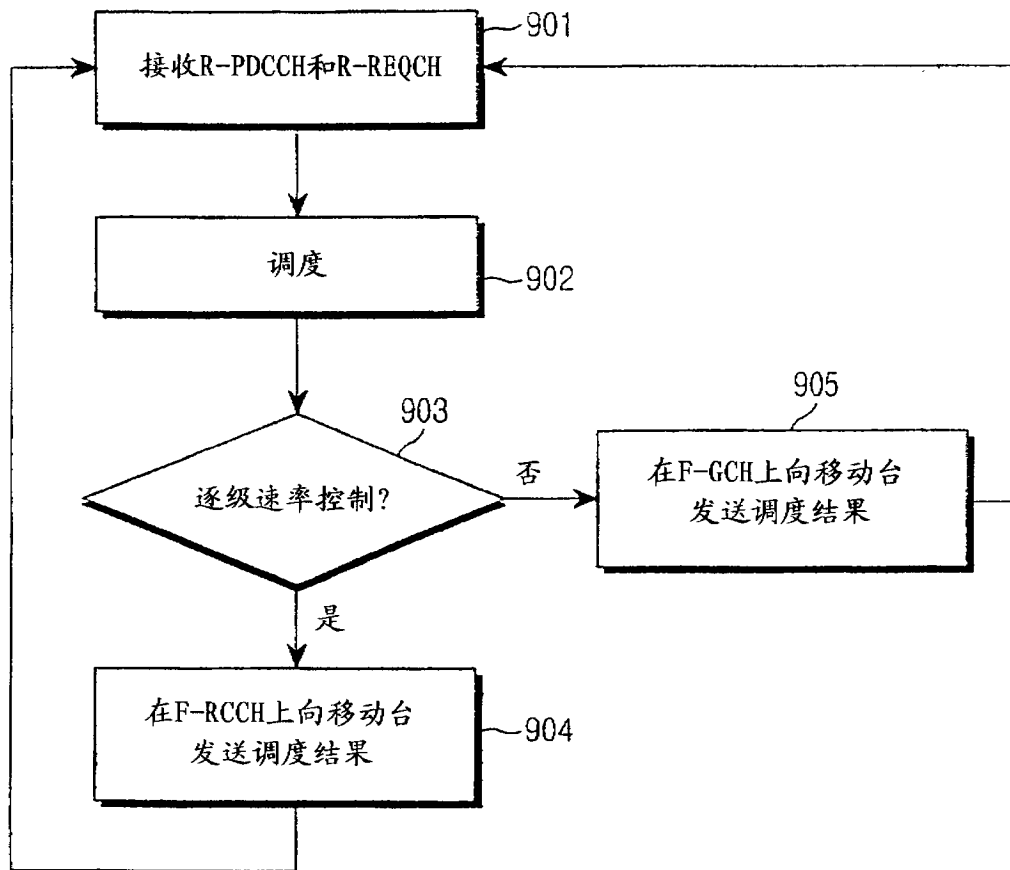 901
接收R-PDCCH和R-REQCH
调度
902
903
逐级速率控制?
否
905
在F-GCH上向移动台
发送调度结果
是
在F-RCCH上向移动台
发送调度结果
904